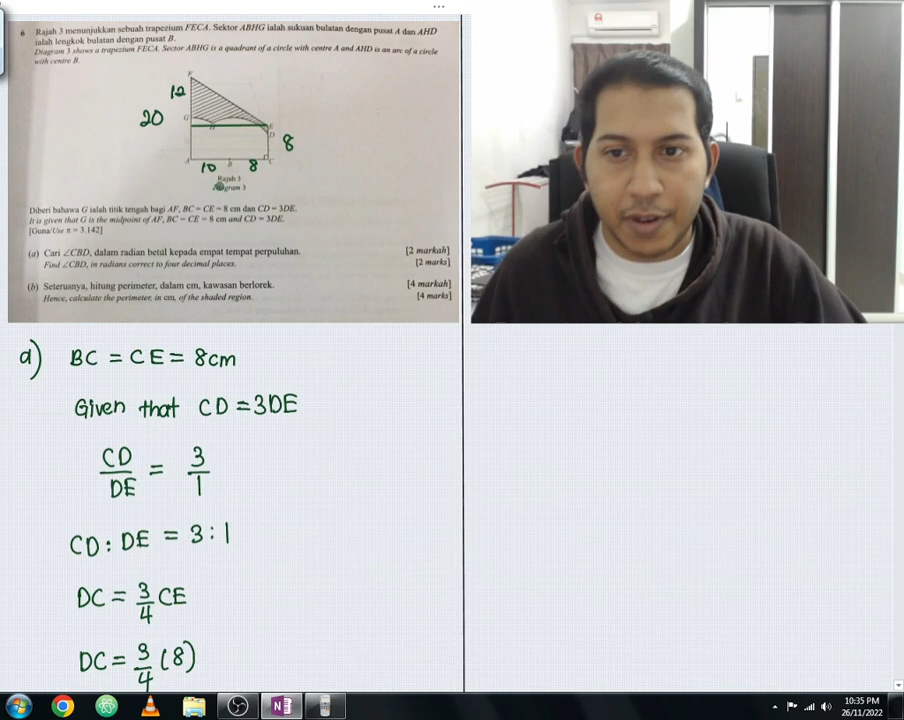 ...
6 Rajah 3 menunjukkan sebuah trapezium FECA. Sektor ABHG ialah sukuan bulatan dengan pusat A dan AHD
ialah lengkok bulatan dengan pusat B.
Diagram 3 shows a trapezium FECA. Sector ABHG is a quadrant of a circle with centre A and AHD is an arc of a circle
with centre B.
F
12
20
G
H
E
D
8
A
10
B
8
C
Rajah 3
Diagram 3
Diberi bahawa G ialah titik tengah bagi AF, BC = CE = 8 cm dan CD = 3DE.
It is given that G is the midpoint of AF, BC = CE = 8 cm and CD = 3DE.
[Guna/Use π = 3.142]
(a) Cari ∠CBD, dalam radian betul kepada empat tempat perpuluhan. [2 markah]
Find ∠CBD, in radians correct to four decimal places. [2 marks]
(b) Seterusnya, hitung perimeter, dalam cm, kawasan berlorek. [4 markah]
Hence, calculate the perimeter, in cm, of the shaded region. [4 marks]
a) BC = CE = 8cm
Given that CD = 3DE
CD/DE = 3/1
CD : DE = 3 : 1
DC = 3/4 CE
DC = 3/4 (8)
N
10:35 PM
26/11/2022